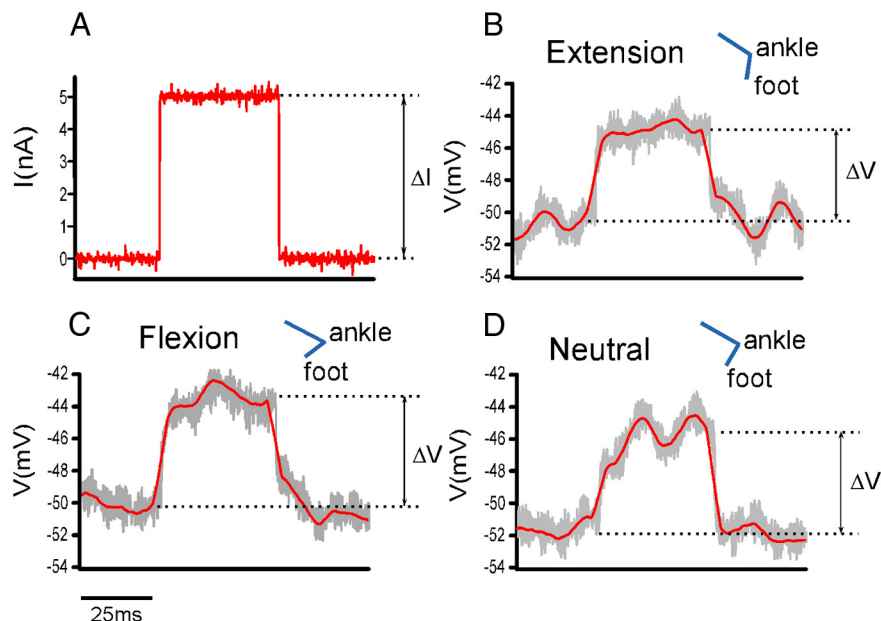 A
I(nA)
5
4
3
2
1
0
ΔI
B
Extension
ankle
foot
V(mV)
-42
-44
-46
-48
-50
-52
-54
ΔV
C
Flexion
ankle
foot
V(mV)
-42
-44
-46
-48
-50
-52
-54
ΔV
25ms
D
Neutral
ankle
foot
V(mV)
-42
-44
-46
-48
-50
-52
-54
ΔV